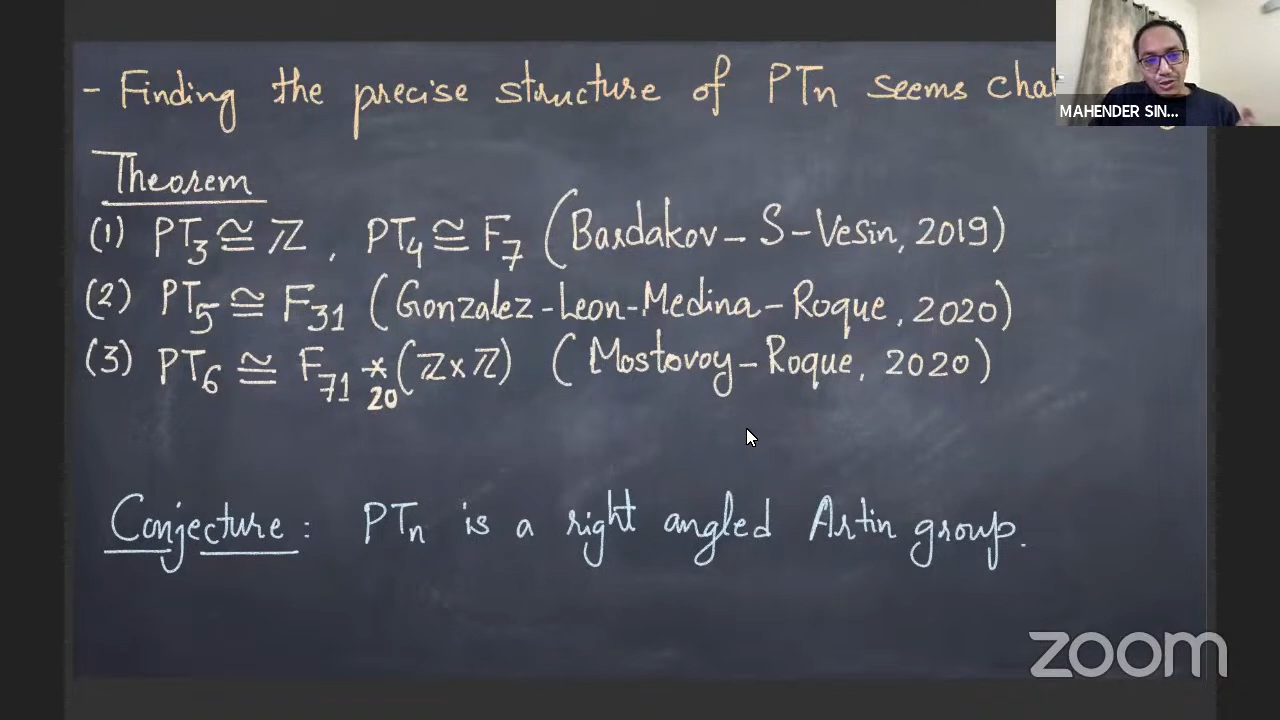 - Finding the precise structure of PTn seems
MAHENDER SIN...
Theorem
(1) PT₃ ≅ ℤ , PT₄ ≅ F₇ (Bardakov – S – Vesin, 2019)
(2) PT₅ ≅ F₃₁ (Gonzalez - Leon - Medina - Roque, 2020)
(3) PT₆ ≅ F₇₁ *₂₀ (ℤ × ℤ) (Mostovoy - Roque, 2020)
Conjecture : PTn is a right angled Artin group.
zoom